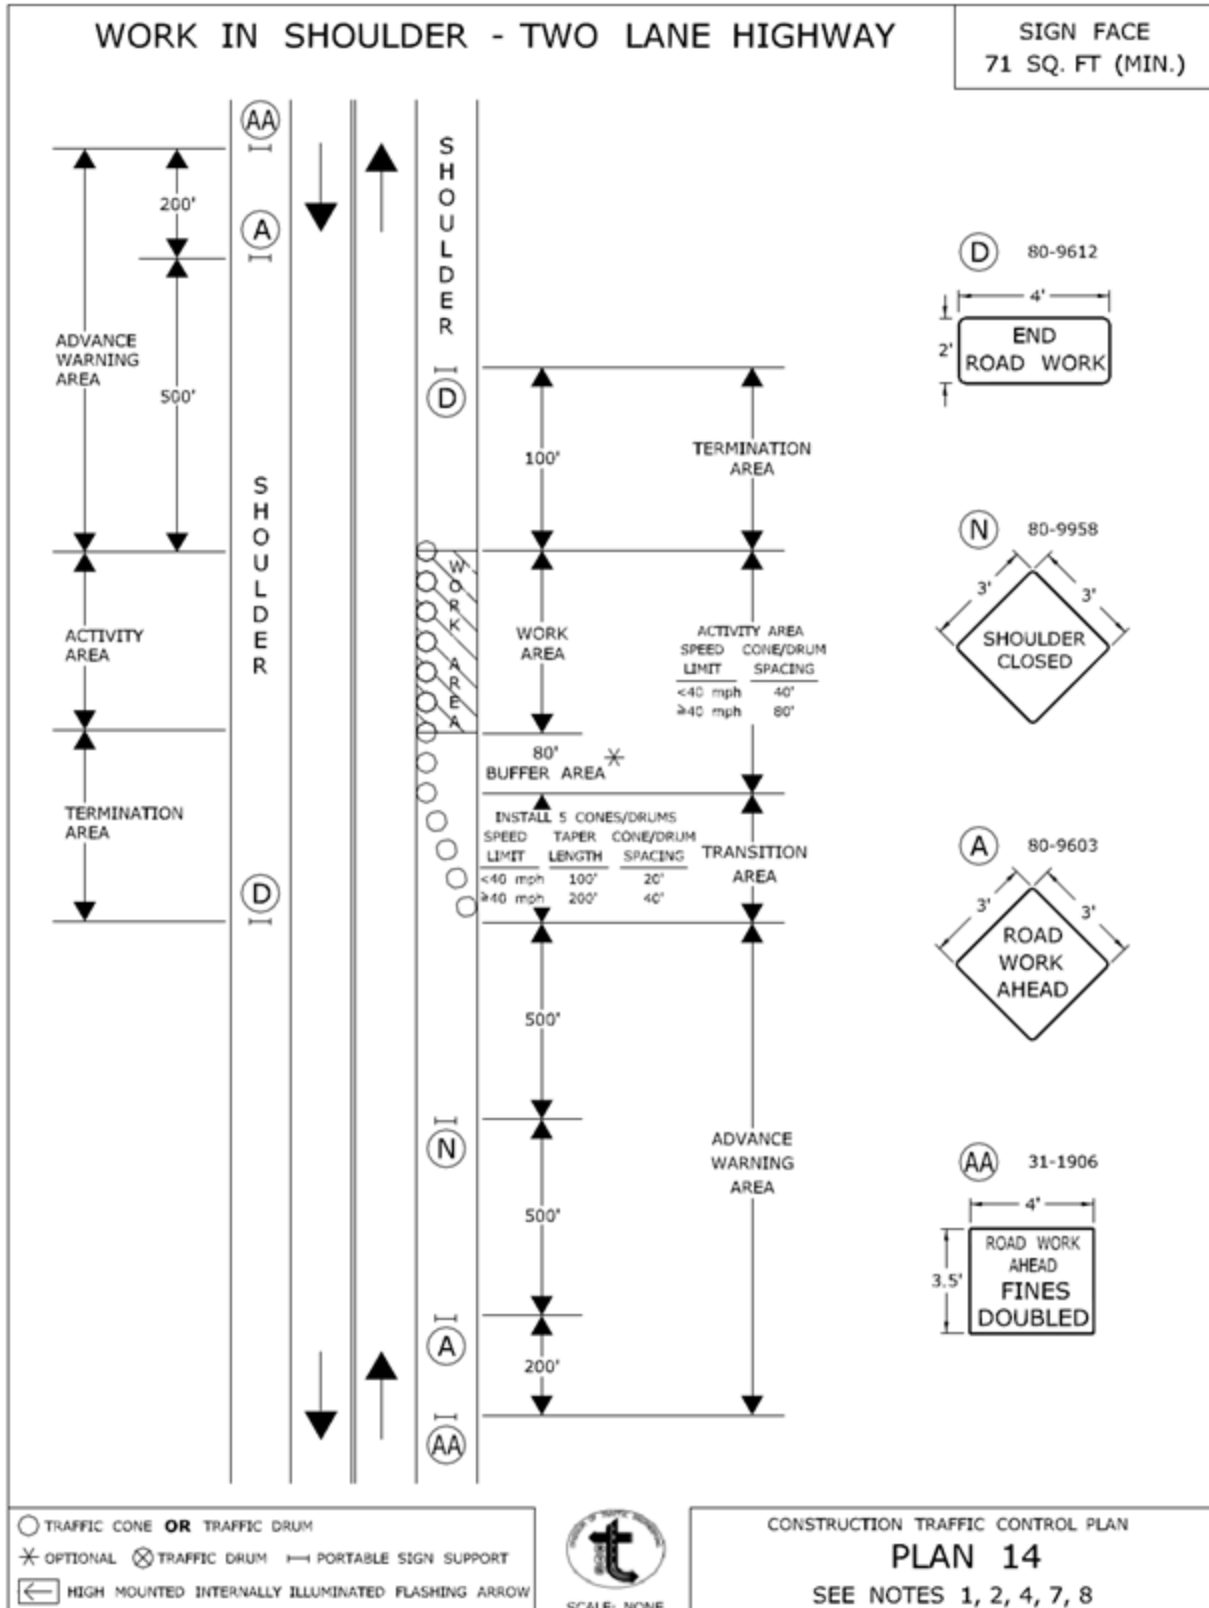 WORK IN SHOULDER - TWO LANE HIGHWAY
SIGN FACE
71 SQ. FT (MIN.)
AA
200'
A
ADVANCE
WARNING
AREA
500'
SHOULDER
ACTIVITY
AREA
TERMINATION
AREA
D
SHOULDER
D
100'
TERMINATION
AREA
WORK AREA
WORK
AREA
ACTIVITY AREA
SPEED CONE/DRUM
LIMIT SPACING
<40 mph 40'
≥40 mph 80'
80'
BUFFER AREA *
INSTALL 5 CONES/DRUMS
SPEED TAPER CONE/DRUM
LIMIT LENGTH SPACING
<40 mph 100' 20'
≥40 mph 200' 40'
TRANSITION
AREA
500'
N
500'
ADVANCE
WARNING
AREA
A
200'
AA
D 80-9612
4'
2'
END
ROAD WORK
N 80-9958
3' 3'
SHOULDER
CLOSED
A 80-9603
3' 3'
ROAD
WORK
AHEAD
AA 31-1906
4'
3.5'
ROAD WORK
AHEAD
FINES
DOUBLED
TRAFFIC CONE OR TRAFFIC DRUM
* OPTIONAL TRAFFIC DRUM PORTABLE SIGN SUPPORT
HIGH MOUNTED INTERNALLY ILLUMINATED FLASHING ARROW
SCALE: NONE
CONSTRUCTION TRAFFIC CONTROL PLAN
PLAN 14
SEE NOTES 1, 2, 4, 7, 8